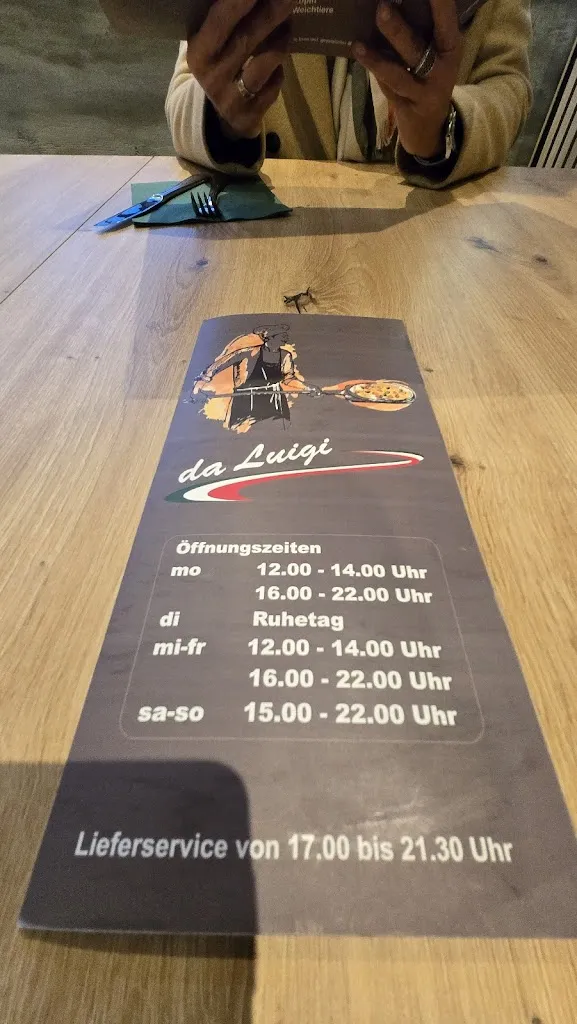 Weichtiere
da Luigi
Öffnungszeiten
mo 12.00 - 14.00 Uhr
16.00 - 22.00 Uhr
di Ruhetag
mi-fr 12.00 - 14.00 Uhr
16.00 - 22.00 Uhr
sa-so 15.00 - 22.00 Uhr
Lieferservice von 17.00 bis 21.30 Uhr